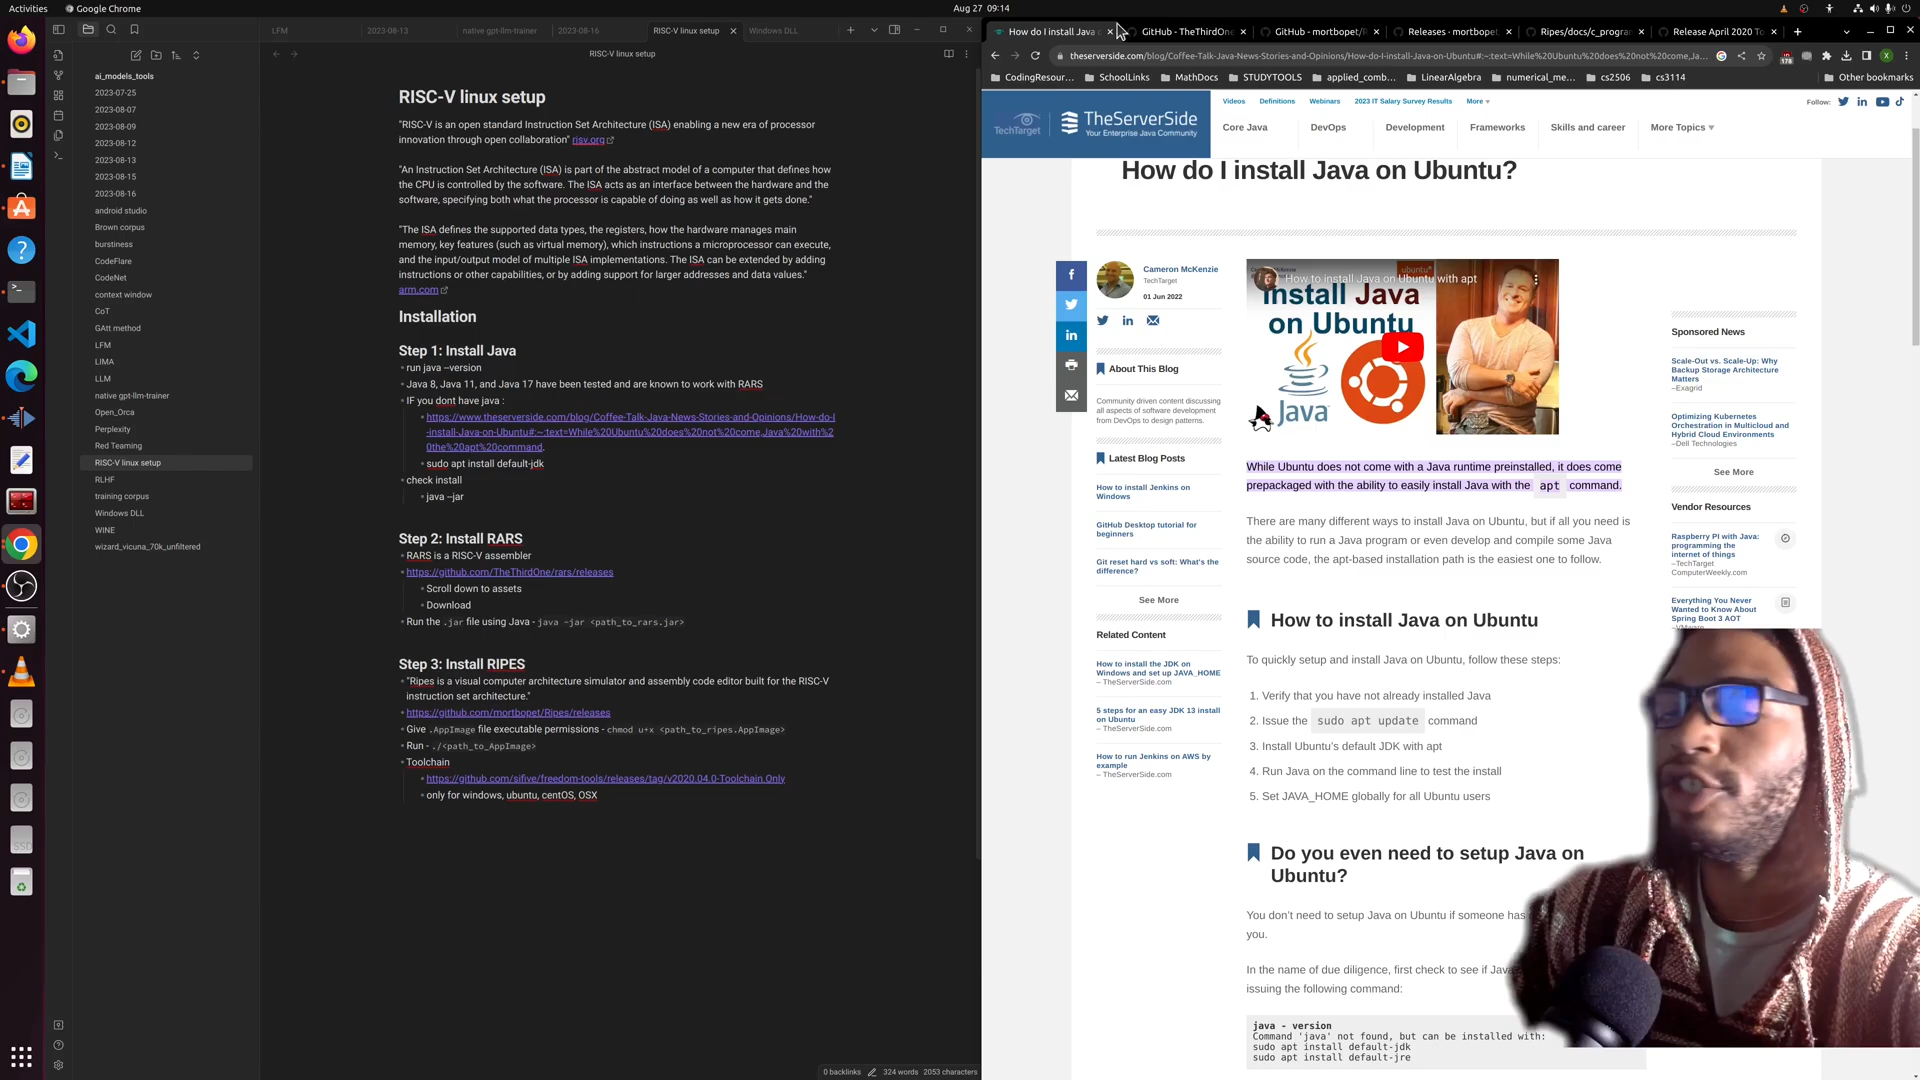 Activities
Google Chrome
Aug 27 09:14
LFM
2023-08-13
native gpt-llm-trainer
2023-08-16
RISC-V linux setup
Windows DLL
RISC-V linux setup
ai_models_tools
2023-07-25
2023-08-07
2023-08-09
2023-08-12
2023-08-13
2023-08-15
2023-08-16
android studio
Brown corpus
burstiness
CodeFlare
CodeNet
context window
CoT
GAtt method
LFM
LIMA
LLM
native gpt-llm-trainer
Open_Orca
Perplexity
Red Teaming
RISC-V linux setup
RLHF
training corpus
Windows DLL
WINE
wizard_vicuna_70k_unfiltered
RISC-V linux setup
"RISC-V is an open standard Instruction Set Architecture (ISA) enabling a new era of processor
innovation through open collaboration" risv.org
"An Instruction Set Architecture (ISA) is part of the abstract model of a computer that defines how
the CPU is controlled by the software. The ISA acts as an interface between the hardware and the
software, specifying both what the processor is capable of doing as well as how it gets done."
"The ISA defines the supported data types, the registers, how the hardware manages main
memory, key features (such as virtual memory), which instructions a microprocessor can execute,
and the input/output model of multiple ISA implementations. The ISA can be extended by adding
instructions or other capabilities, or by adding support for larger addresses and data values."
arm.com
Installation
Step 1: Install Java
• run java –version
• Java 8, Java 11, and Java 17 have been tested and are known to work with RARS
• IF you dont have java :
• https://www.theserverside.com/blog/Coffee-Talk-Java-News-Stories-and-Opinions/How-do-I
-install-Java-on-Ubuntu#:~:text=While%20Ubuntu%20does%20not%20come,Java%20with%2
0the%20apt%20command.
• sudo apt install default-jdk
• check install
• java –jar
Step 2: Install RARS
• RARS is a RISC-V assembler
• https://github.com/TheThirdOne/rars/releases
• Scroll down to assets
• Download
• Run the .jar file using Java - java -jar <path_to_rars.jar>
Step 3: Install RIPES
• "Ripes is a visual computer architecture simulator and assembly code editor built for the RISC-V
instruction set architecture."
• https://github.com/mortbopet/Ripes/releases
• Give .AppImage file executable permissions - chmod u+x <path_to_ripes.AppImage>
• Run - ./<path_to_AppImage>
• Toolchain
• https://github.com/sifive/freedom-tools/releases/tag/v2020.04.0-Toolchain.Only
• only for windows, ubuntu, centOS, OSX
0 backlinks
324 words
2053 characters
SSD
How do I install Java
GitHub - TheThirdOne
GitHub - mortbopet/R
Releases · mortbopet
Ripes/docs/c_progra
Release April 2020 To
theserverside.com/blog/Coffee-Talk-Java-News-Stories-and-Opinions/How-do-I-install-Java-on-Ubuntu#:~:text=While%20Ubuntu%20does%20not%20come,Ja...
178
X
CodingResour...
SchoolLinks
MathDocs
STUDYTOOLS
applied_comb...
LinearAlgebra
numerical_me...
cs2506
cs3114
Other bookmarks
TechTarget
TheServerSide
Your Enterprise Java Community
Videos
Definitions
Webinars
2023 IT Salary Survey Results
More
Follow:
Core Java
DevOps
Development
Frameworks
Skills and career
More Topics
How do I install Java on Ubuntu?
Cameron McKenzie
TechTarget
01 Jun 2022
About This Blog
Community driven content discussing
all aspects of software development
from DevOps to design patterns.
Latest Blog Posts
How to install Jenkins on
Windows
GitHub Desktop tutorial for
beginners
Git reset hard vs soft: What's the
difference?
See More
Related Content
How to install the JDK on
Windows and set up JAVA_HOME
– TheServerSide.com
5 steps for an easy JDK 13 install
on Ubuntu
– TheServerSide.com
How to run Jenkins on AWS by
example
– TheServerSide.com
How to install Java on Ubuntu with apt
ubuntu
Install Java
on Ubuntu
Java
While Ubuntu does not come with a Java runtime preinstalled, it does come
prepackaged with the ability to easily install Java with the apt command.
There are many different ways to install Java on Ubuntu, but if all you need is
the ability to run a Java program or even develop and compile some Java
source code, the apt-based installation path is the easiest one to follow.
How to install Java on Ubuntu
To quickly setup and install Java on Ubuntu, follow these steps:
1. Verify that you have not already installed Java
2. Issue the sudo apt update command
3. Install Ubuntu's default JDK with apt
4. Run Java on the command line to test the install
5. Set JAVA_HOME globally for all Ubuntu users
Do you even need to setup Java on
Ubuntu?
You don't need to setup Java on Ubuntu if someone has
you.
In the name of due diligence, first check to see if Java
issuing the following command:
java - version
Command 'java' not found, but can be installed with:
sudo apt install default-jdk
sudo apt install default-jre
Sponsored News
Scale-Out vs. Scale-Up: Why
Backup Storage Architecture
Matters
–Exagrid
Optimizing Kubernetes
Orchestration in Multicloud and
Hybrid Cloud Environments
–Dell Technologies
See More
Vendor Resources
Raspberry PI with Java:
programming the
internet of things
–TechTarget
ComputerWeekly.com
Everything You Never
Wanted to Know About
Spring Boot 3 AOT
–VMware